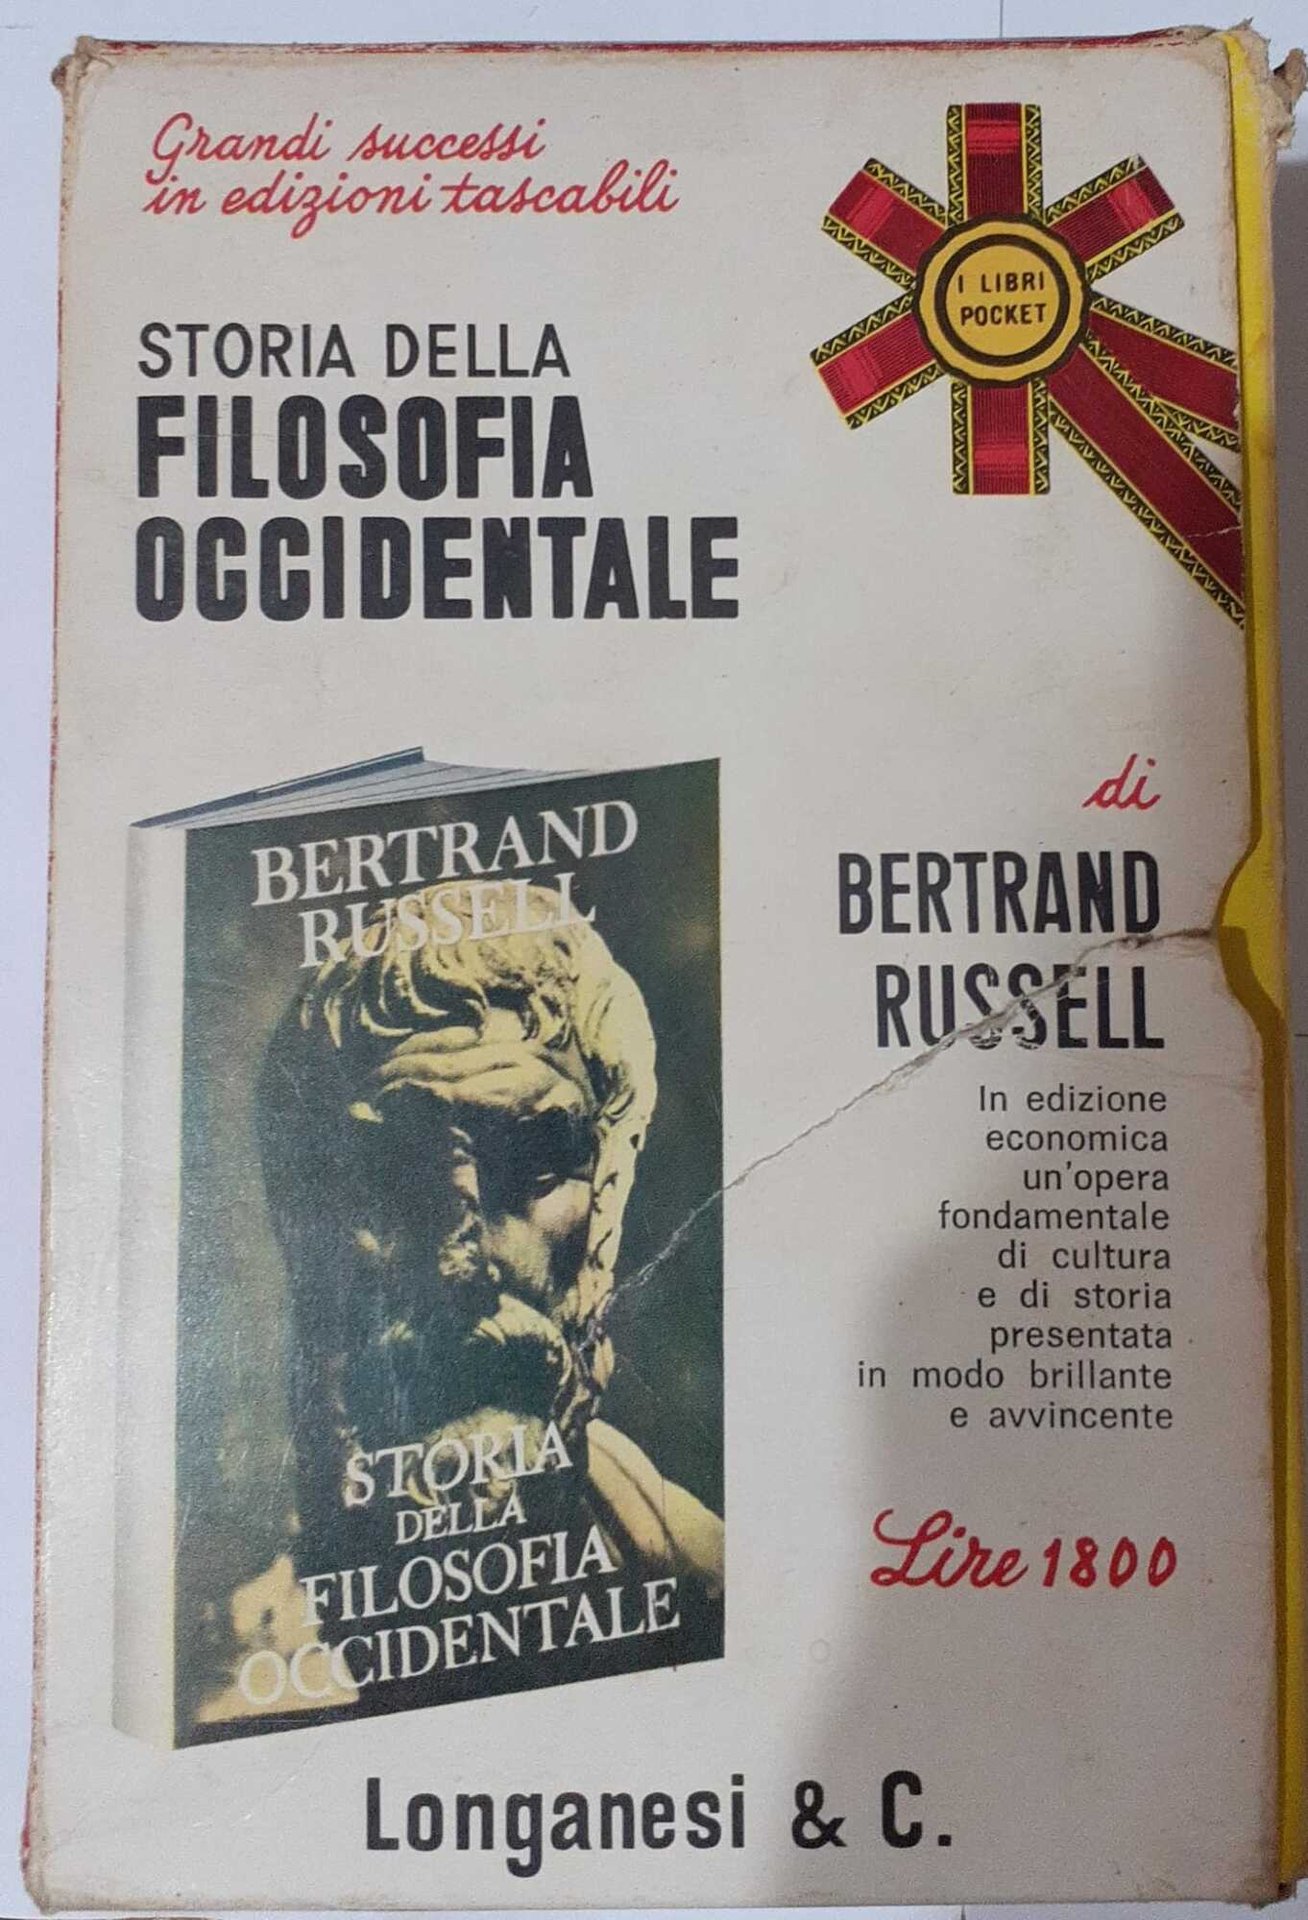 Grandi successi
in edizioni tascabili
I LIBRI
POCKET
STORIA DELLA
FILOSOFIA
OCCIDENTALE
BERTRAND
RUSSELL
STORIA
DELLA
FILOSOFIA
OCCIDENTALE
di
BERTRAND
RUSSELL
In edizione
economica
un'opera
fondamentale
di cultura
e di storia
presentata
in modo brillante
e avvincente
Lire 1800
Longanesi & C.